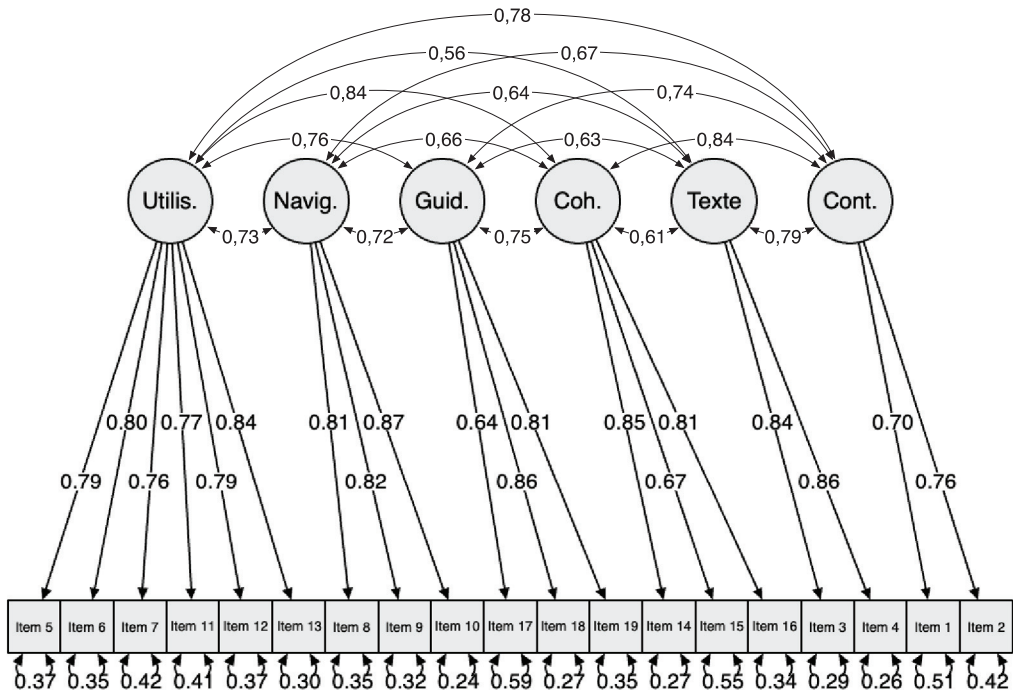 0,78
0,56 0,67
0,84 0,64 0,74
0,76 0,66 0,63 0,84
Utilis. Navig. Guid. Coh. Texte Cont.
0,73 0,72 0,75 0,61 0,79
0.80 0.77 0.84 0.81 0.87 0.64 0.81 0.85 0.81 0.84 0.70
0.79 0.76 0.79 0.82 0.86 0.67 0.86 0.76
Item 5 Item 6 Item 7 Item 11 Item 12 Item 13 Item 8 Item 9 Item 10 Item 17 Item 18 Item 19 Item 14 Item 15 Item 16 Item 3 Item 4 Item 1 Item 2
0.37 0.35 0.42 0.41 0.37 0.30 0.35 0.32 0.24 0.59 0.27 0.35 0.27 0.55 0.34 0.29 0.26 0.51 0.42